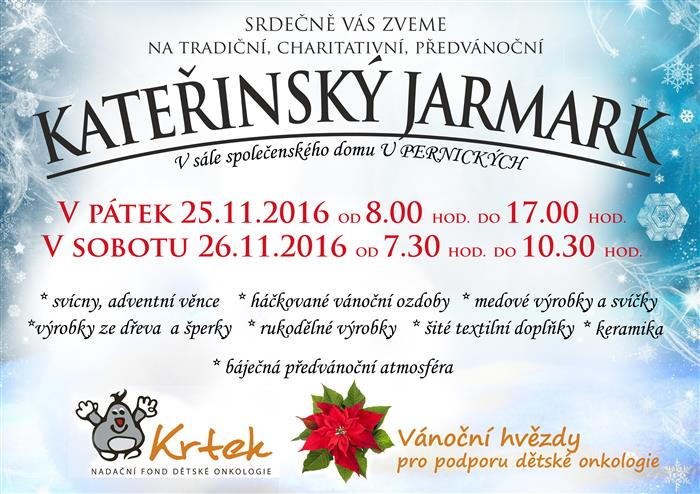 SRDEČNĚ VÁS ZVEME
NA TRADIČNÍ, CHARITATIVNÍ, PŘEDVÁNOČNÍ
KATEŘINSKÝ JARMARK
V sále společenského domu U PERNICKÝCH
V PÁTEK 25.11.2016 OD 8.00 HOD. DO 17.00 HOD.
V SOBOTU 26.11.2016 OD 7.30 HOD. DO 10.30 HOD.
* svícny, adventní věnce * háčkované vánoční ozdoby * medové výrobky a svíčky
*výrobky ze dřeva a šperky * rukodělné výrobky * šité textilní doplňky * keramika
* báječná předvánoční atmosféra
Krtek
NADAČNÍ FOND DĚTSKÉ ONKOLOGIE
Vánoční hvězdy
pro podporu dětské onkologie